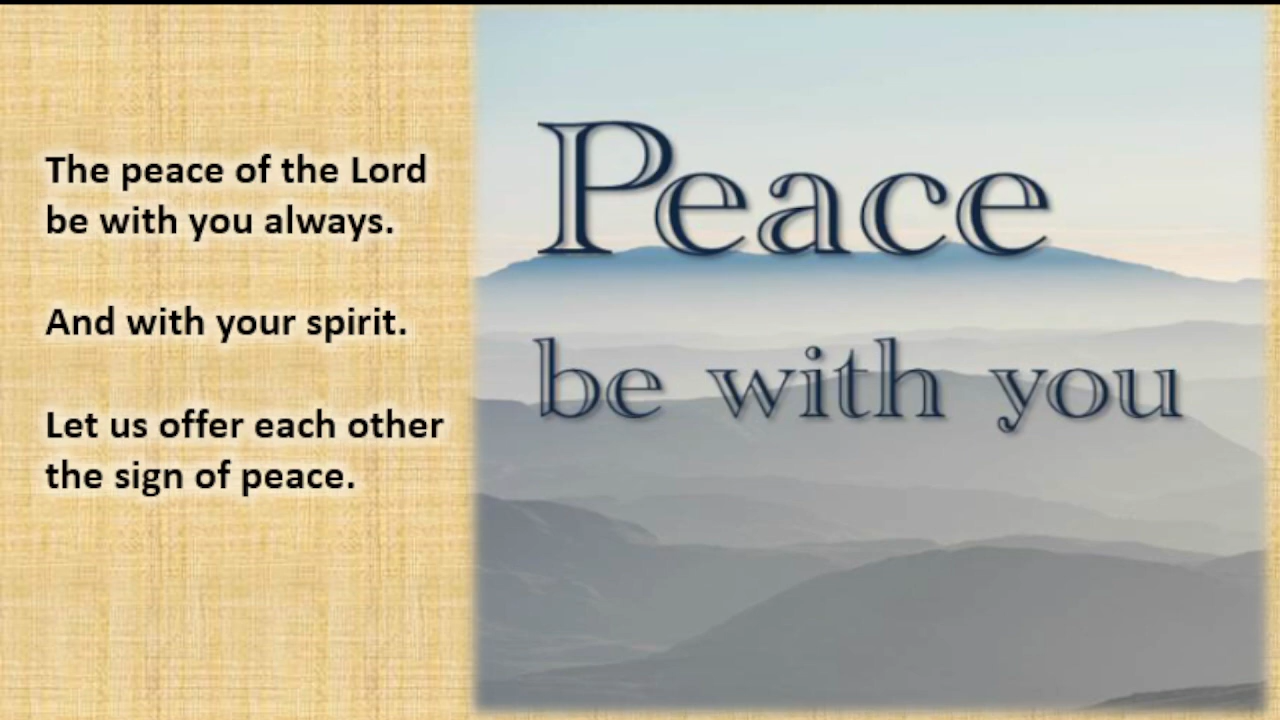 The peace of the Lord
be with you always.
And with your spirit.
Let us offer each other
the sign of peace.
Peace
be with you